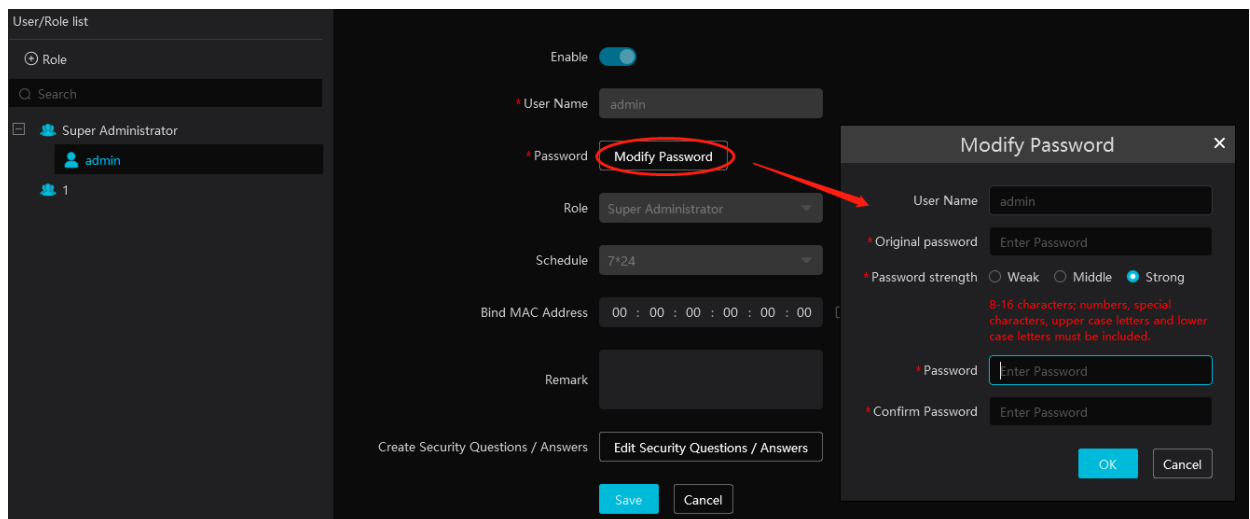 User/Role list
Role
Search
Super Administrator
admin
1
Enable
*User Name admin
*Password Modify Password
Role Super Administrator
Schedule 7*24
Bind MAC Address 00 : 00 : 00 : 00 : 00 : 00
Remark
Create Security Questions / Answers Edit Security Questions / Answers
Save Cancel
Modify Password
User Name admin
*Original password Enter Password
*Password strength Weak Middle Strong
8-16 characters; numbers, special
characters, upper case letters and lower
case letters must be included.
*Password Enter Password
*Confirm Password Enter Password
OK Cancel